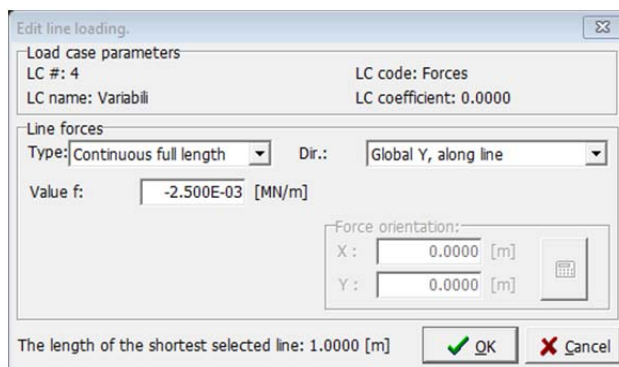 Edit line loading.
Load case parameters
LC #: 4
LC code: Forces
LC name: Variabili
LC coefficient: 0.0000
Line forces
Type: Continuous full length
Dir.: Global Y, along line
Value f: -2.500E-03 [MN/m]
Force orientation:
X : 0.0000 [m]
Y : 0.0000 [m]
The length of the shortest selected line: 1.0000 [m]
OK
Cancel